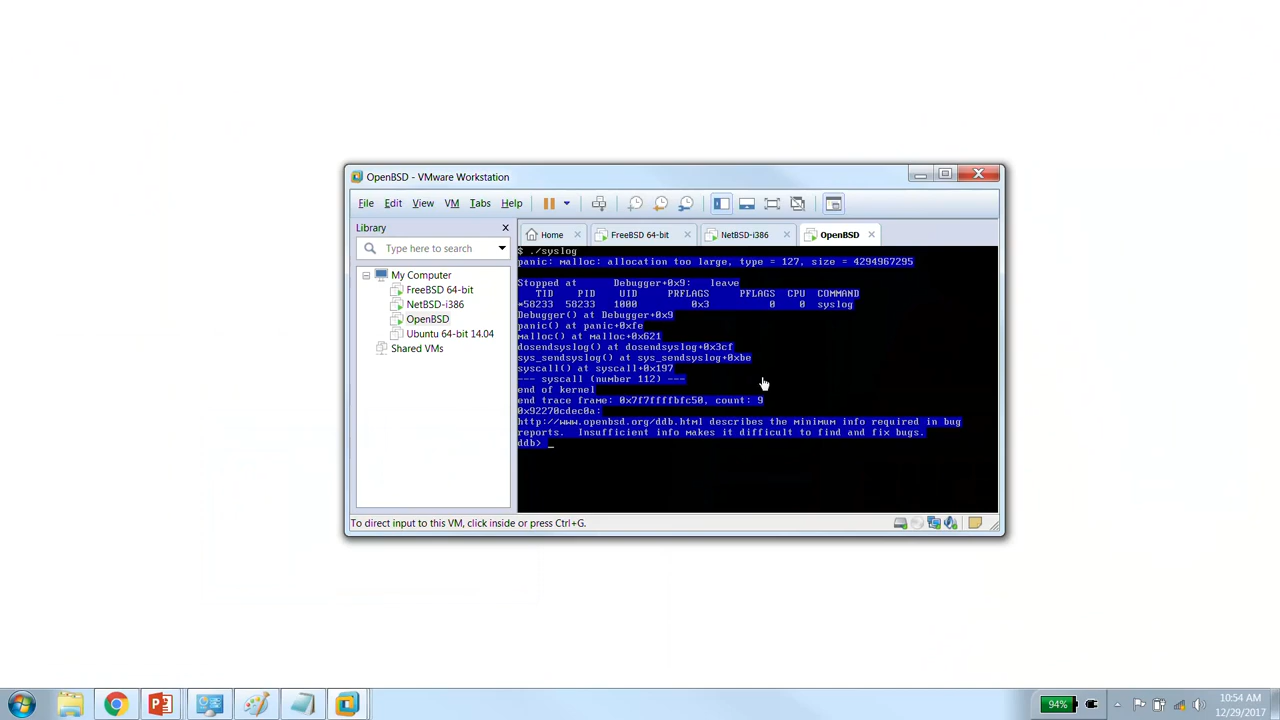 OpenBSD - VMware Workstation
File Edit View VM Tabs Help
Library
Type here to search
My Computer
FreeBSD 64-bit
NetBSD-i386
OpenBSD
Ubuntu 64-bit 14.04
Shared VMs
Home FreeBSD 64-bit NetBSD-i386 OpenBSD
$ ./syslog
panic: malloc: allocation too large, type = 127, size = 4294967295
Stopped at Debugger+0x9: leave
TID PID UID PRFLAGS PFLAGS CPU COMMAND
*58233 58233 1000 0x3 0 0 syslog
Debugger() at Debugger+0x9
panic() at panic+0xfe
malloc() at malloc+0x621
dosendsyslog() at dosendsyslog+0x3cf
sys_sendsyslog() at sys_sendsyslog+0xbe
syscall() at syscall+0x197
--- syscall (number 112) ---
end of kernel
end trace frame: 0x7f7ffffbfc50, count: 9
0x92270cdec0a:
http://www.openbsd.org/ddb.html describes the minimum info required in bug
reports. Insufficient info makes it difficult to find and fix bugs.
ddb> _
To direct input to this VM, click inside or press Ctrl+G.
94%
10:54 AM
12/29/2017